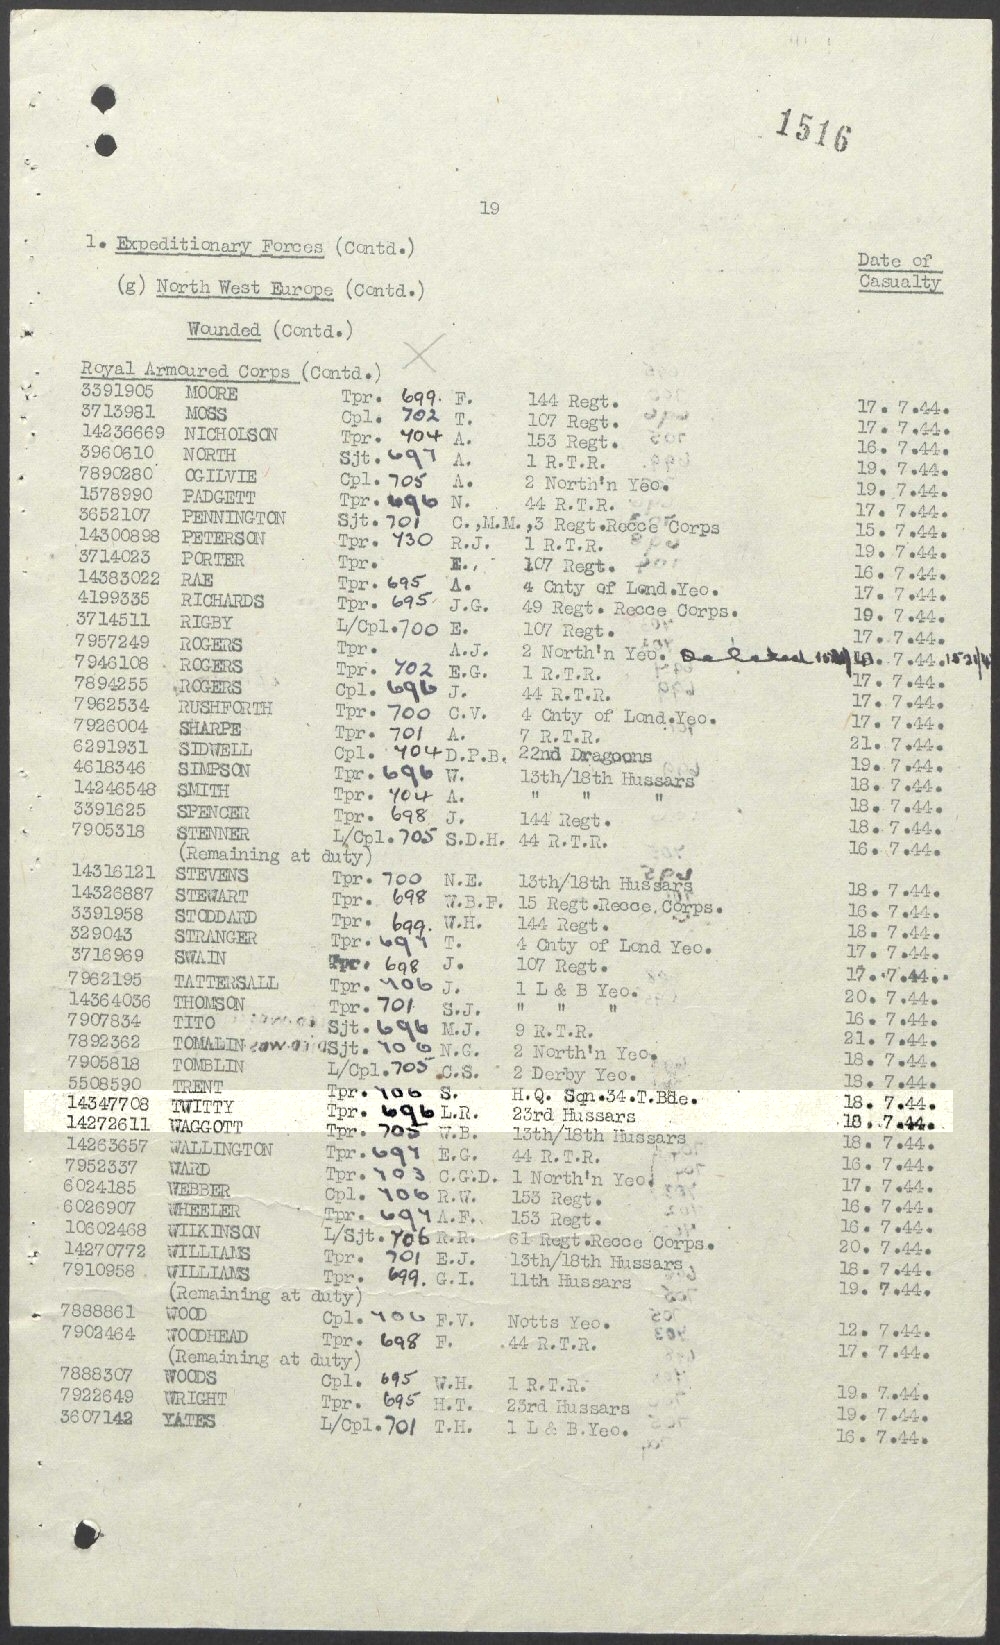 1516
19
1. Expeditionary Forces (Contd.)
Date of
Casualty
(g) North West Europe (Contd.)
Wounded (Contd.)
Royal Armoured Corps (Contd.)
3391905 MOORE Tpr. 699. F. 144 Regt. 17. 7.44.
3713981 MOSS Cpl. 702 T. 107 Regt. 17. 7.44.
14236669 NICHOLSON Tpr. 704 A. 153 Regt. 16. 7.44.
3960610 NORTH Sjt. 697 A. 1 R.T.R. 19. 7.44.
7890280 OGILVIE Cpl. 705 A. 2 North'n Yeo. 19. 7.44.
1578990 PADGETT Tpr. 696 N. 44 R.T.R. 17. 7.44.
3652107 PENNINGTON Sjt. 701 C.,M.M.,3 Regt.Recce Corps 15. 7.44.
14300898 PETERSON Tpr. 730 R.J. 1 R.T.R. 19. 7.44.
3714023 PORTER Tpr. E., 107 Regt. 16. 7.44.
14383022 RAE Tpr. 695 A. 4 Cnty of Lond.Yeo. 17. 7.44.
4199335 RICHARDS Tpr. 695 J.G. 49 Regt. Recce Corps. 19. 7.44.
3714511 RIGBY L/Cpl.700 E. 107 Regt. 17. 7.44.
7957249 ROGERS Tpr. A.J. 2 North'n Yeo. Deleted 19. 7.44.
7946108 ROGERS Tpr. 702 E.G. 1 R.T.R. 17. 7.44.
7894255 ROGERS Cpl. 696 J. 44 R.T.R. 17. 7.44.
7962534 RUSHFORTH Tpr. 700 C.V. 4 Cnty of Lond.Yeo. 17. 7.44.
7926004 SHARPE Tpr. 701 A. 7 R.T.R. 21. 7.44.
6291931 SIDWELL Cpl. 704 D.P.B. 22nd Dragoons 19. 7.44.
4618346 SIMPSON Tpr. 696 W. 13th/18th Hussars 18. 7.44.
14246548 SMITH Tpr. 704 A. " " " 18. 7.44.
3391625 SPENCER Tpr. 698 J. 144 Regt. 18. 7.44.
7905318 STENNER L/Cpl.705 S.D.H. 44 R.T.R. 16. 7.44.
(Remaining at duty)
14316121 STEVENS Tpr. 700 N.E. 13th/18th Hussars 18. 7.44.
14326887 STEWART Tpr. 698 W.B.F. 15 Regt.Recce Corps. 16. 7.44.
3391958 STODDARD Tpr. 699. W.H. 144 Regt. 18. 7.44.
329043 STRANGER Tpr. 697 T. 4 Cnty of Lond Yeo. 17. 7.44.
3716969 SWAIN Tpr. 698 J. 107 Regt. 17. 7.44.
7962195 TATTERSALL Tpr. 706 J. 1 L & B Yeo. 20. 7.44.
14364036 THOMSON Tpr. 701 S.J. " " " 16. 7.44.
7907834 TITO Sjt. 696 M.J. 9 R.T.R. 21. 7.44.
7892362 TOMALIN Sjt. 706 N.G. 2 North'n Yeo. 18. 7.44.
7905818 TOMBLIN L/Cpl.705 C.S. 2 Derby Yeo. 18. 7.44.
5508590 TRENT Tpr. 706 S. H.Q. Sqn.34.T.Bde. 18. 7.44.
14347708 TWITTY Tpr. 696 L.R. 23rd Hussars 18. 7.44.
14272611 WAGGOTT Tpr. 705 W.B. 13th/18th Hussars 18. 7.44.
14263657 WALLINGTON Tpr. 697 E.G. 44 R.T.R. 16. 7.44.
7952337 WARD Tpr. 703 C.G.D. 1 North'n Yeo. 17. 7.44.
6024185 WEBBER Cpl. 706 R.W. 153 Regt. 16. 7.44.
6026907 WHEELER Tpr. 697 A.F. 153 Regt. 16. 7.44.
10602468 WILKINSON L/Sjt. 706 R.R. 61 Regt.Recce Corps. 20. 7.44.
14270772 WILLIAMS Tpr. 701 E.J. 13th/18th Hussars 18. 7.44.
7910958 WILLIAMS Tpr. 699. G.I. 11th Hussars 19. 7.44.
(Remaining at duty)
7888861 WOOD Cpl. 706 F.V. Notts Yeo. 12. 7.44.
7902464 WOODHEAD Tpr. 698 F. 44 R.T.R. 17. 7.44.
(Remaining at duty)
7888307 WOODS Cpl. 695 W.H. 1 R.T.R. 19. 7.44.
7922649 WRIGHT Tpr. 695 H.T. 23rd Hussars 19. 7.44.
3607142 YATES L/Cpl.701 T.H. 1 L & B.Yeo. 16. 7.44.